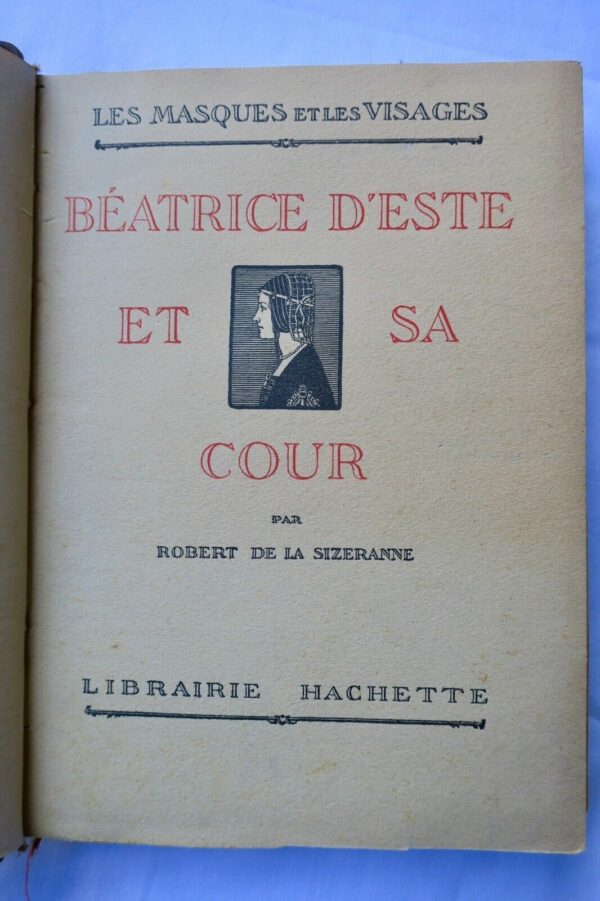 LES MASQUES ET LES VISAGES
BÉATRICE D'ESTE
ET SA
COUR
PAR
ROBERT DE LA SIZERANNE
LIBRAIRIE HACHETTE